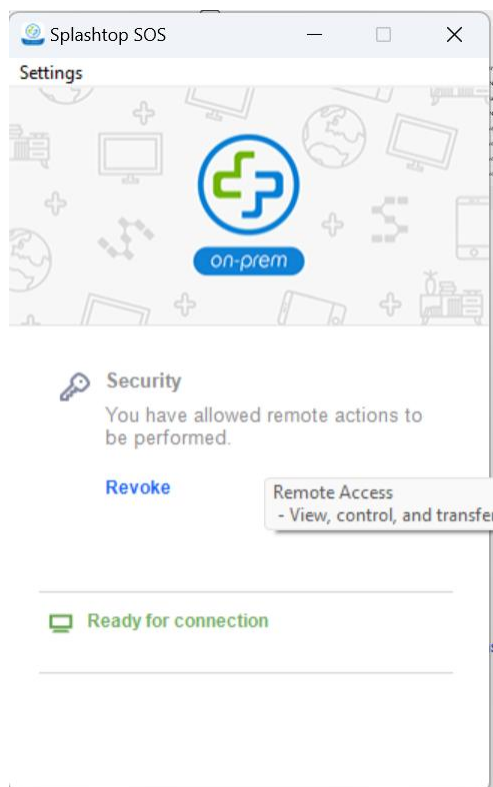 Splashtop SOS
Settings
on-prem
Security
You have allowed remote actions to
be performed.
Revoke
Remote Access
- View, control, and transfer
Ready for connection